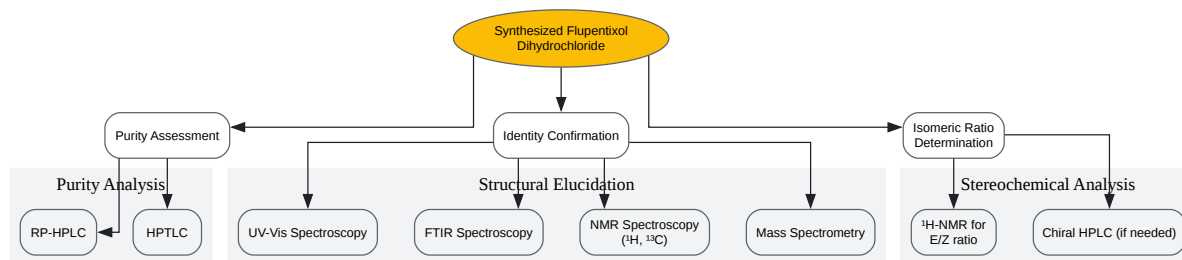 Synthesized Flupentixol
Dihydrochloride
Purity Assessment
Identity Confirmation
Isomeric Ratio
Determination
Purity Analysis
Structural Elucidation
Stereochemical Analysis
RP-HPLC
HPTLC
UV-Vis Spectroscopy
FTIR Spectroscopy
NMR Spectroscopy
(¹H, ¹³C)
Mass Spectrometry
¹H-NMR for
E/Z ratio
Chiral HPLC (if needed)